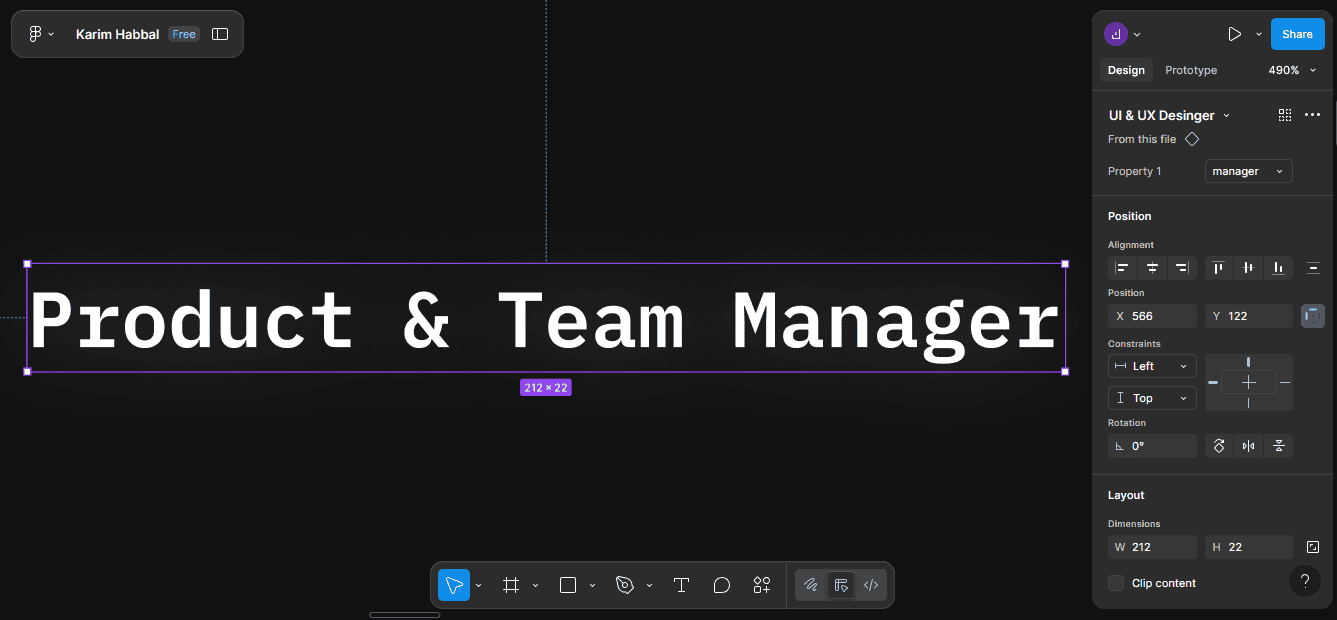 Karim Habbal Free
Share
Design Prototype 490%
UI & UX Desinger
From this file
Property 1 manager
Position
Alignment
Position
X 566 Y 122
Constraints
Left
Top
Rotation
0°
Layout
Dimensions
W 212 H 22
Clip content
?
Product & Team Manager
212 × 22